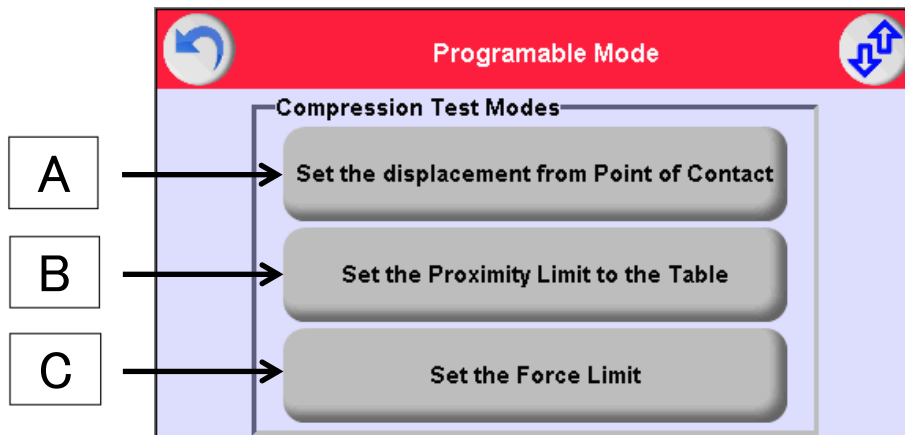 Programable Mode
Compression Test Modes
A
Set the displacement from Point of Contact
B
Set the Proximity Limit to the Table
C
Set the Force Limit